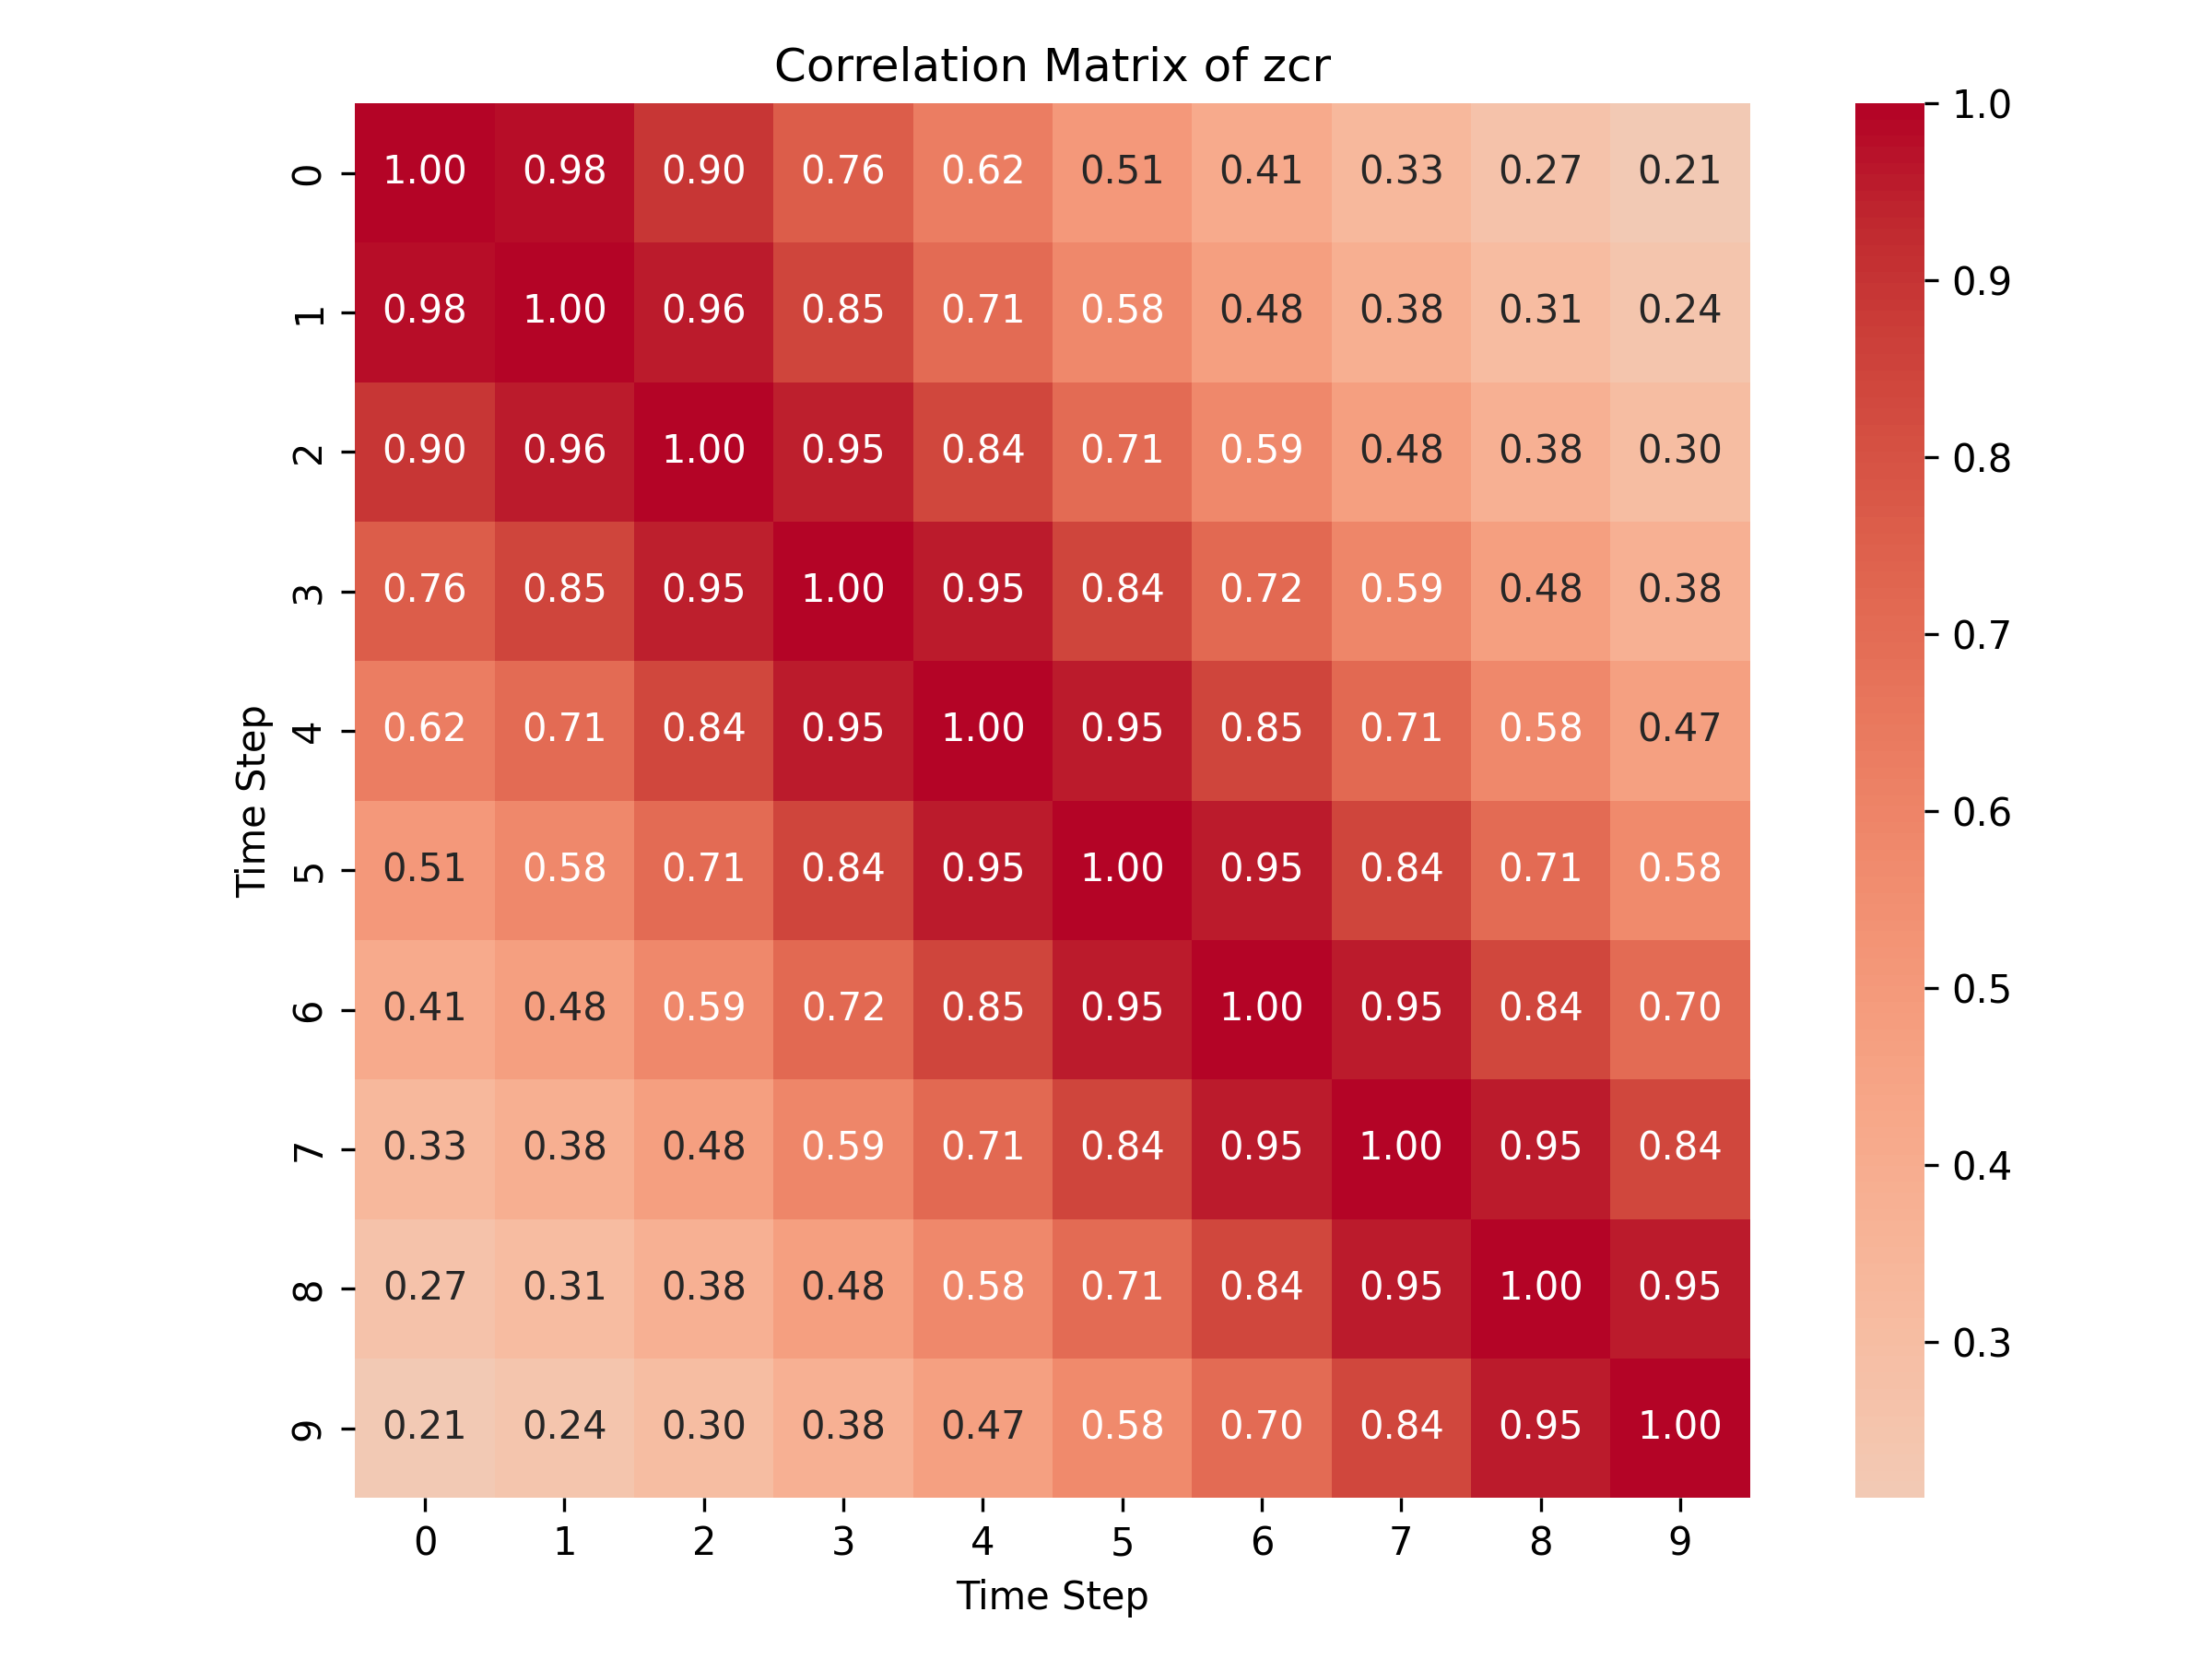 Correlation Matrix of zcr
0 1.00 0.98 0.90 0.76 0.62 0.51 0.41 0.33 0.27 0.21
1 0.98 1.00 0.96 0.85 0.71 0.58 0.48 0.38 0.31 0.24
2 0.90 0.96 1.00 0.95 0.84 0.71 0.59 0.48 0.38 0.30
3 0.76 0.85 0.95 1.00 0.95 0.84 0.72 0.59 0.48 0.38
4 0.62 0.71 0.84 0.95 1.00 0.95 0.85 0.71 0.58 0.47
5 0.51 0.58 0.71 0.84 0.95 1.00 0.95 0.84 0.71 0.58
6 0.41 0.48 0.59 0.72 0.85 0.95 1.00 0.95 0.84 0.70
7 0.33 0.38 0.48 0.59 0.71 0.84 0.95 1.00 0.95 0.84
8 0.27 0.31 0.38 0.48 0.58 0.71 0.84 0.95 1.00 0.95
9 0.21 0.24 0.30 0.38 0.47 0.58 0.70 0.84 0.95 1.00
0 1 2 3 4 5 6 7 8 9
Time Step
Time Step
1.0
0.9
0.8
0.7
0.6
0.5
0.4
0.3